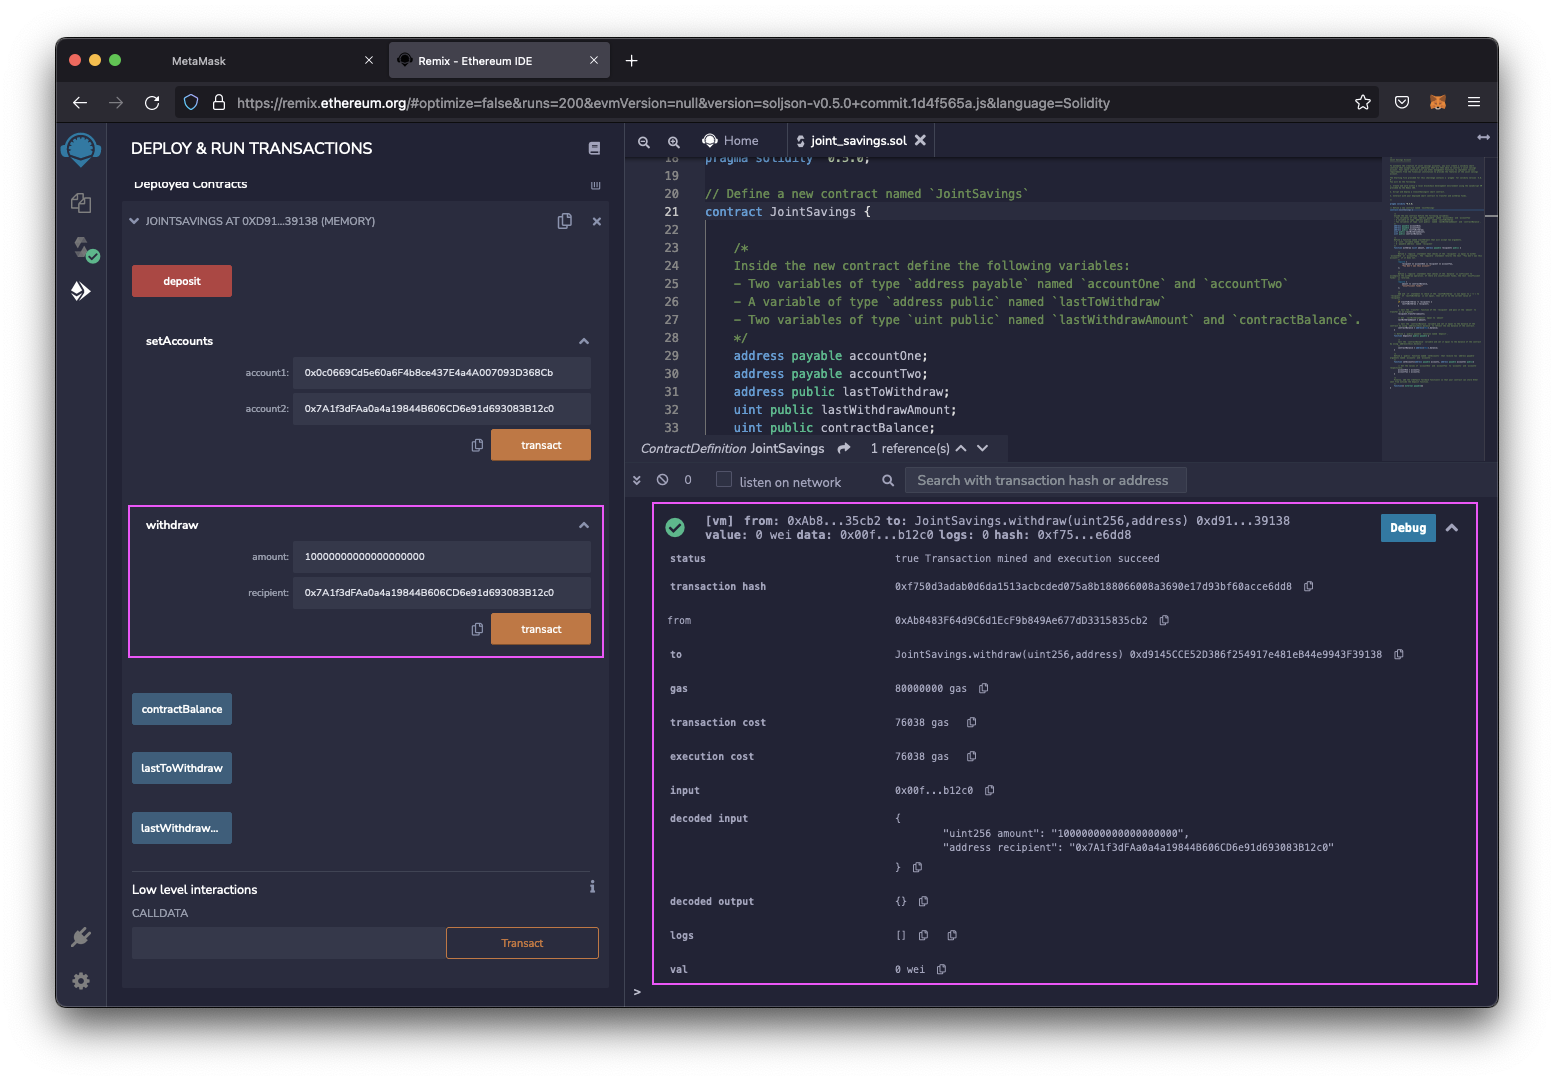 MetaMask
Remix - Ethereum IDE
https://remix.ethereum.org/#optimize=false&runs=200&evmVersion=null&version=soljson-v0.5.0+commit.1d4f565a.js&language=Solidity
DEPLOY & RUN TRANSACTIONS
Deployed Contracts
JOINTSAVINGS AT 0XD91...39138 (MEMORY)
deposit
setAccounts
account1: 0x0c0669Cd5e60a6F4b8ce437E4a4A007093D368Cb
account2: 0x7A1f3dFAa0a4a19844B606CD6e91d693083B12c0
transact
withdraw
amount: 10000000000000000000
recipient: 0x7A1f3dFAa0a4a19844B606CD6e91d693083B12c0
transact
contractBalance
lastToWithdraw
lastWithdraw...
Low level interactions
CALLDATA
Transact
Home
joint_savings.sol
18 pragma solidity ^0.5.0;
19
20 // Define a new contract named `JointSavings`
21 contract JointSavings {
22
23 /*
24 Inside the new contract define the following variables:
25 - Two variables of type `address payable` named `accountOne` and `accountTwo`
26 - A variable of type `address public` named `lastToWithdraw`
27 - Two variables of type `uint public` named `lastWithdrawAmount` and `contractBalance`.
28 */
29 address payable accountOne;
30 address payable accountTwo;
31 address public lastToWithdraw;
32 uint public lastWithdrawAmount;
33 uint public contractBalance;
ContractDefinition JointSavings 1 reference(s)
0 listen on network Search with transaction hash or address
[vm] from: 0xAb8...35cb2 to: JointSavings.withdraw(uint256,address) 0xd91...39138
value: 0 wei data: 0x00f...b12c0 logs: 0 hash: 0xf75...e6dd8
Debug
status true Transaction mined and execution succeed
transaction hash 0xf750d3adab0d6da1513acbcded075a8b188066008a3690e17d93bf60acce6dd8
from 0xAb8483F64d9C6d1EcF9b849Ae677dD3315835cb2
to JointSavings.withdraw(uint256,address) 0xd9145CCE52D386f254917e481eB44e9943F39138
gas 80000000 gas
transaction cost 76038 gas
execution cost 76038 gas
input 0x00f...b12c0
decoded input {
"uint256 amount": "10000000000000000000",
"address recipient": "0x7A1f3dFAa0a4a19844B606CD6e91d693083B12c0"
}
decoded output {}
logs []
val 0 wei
>